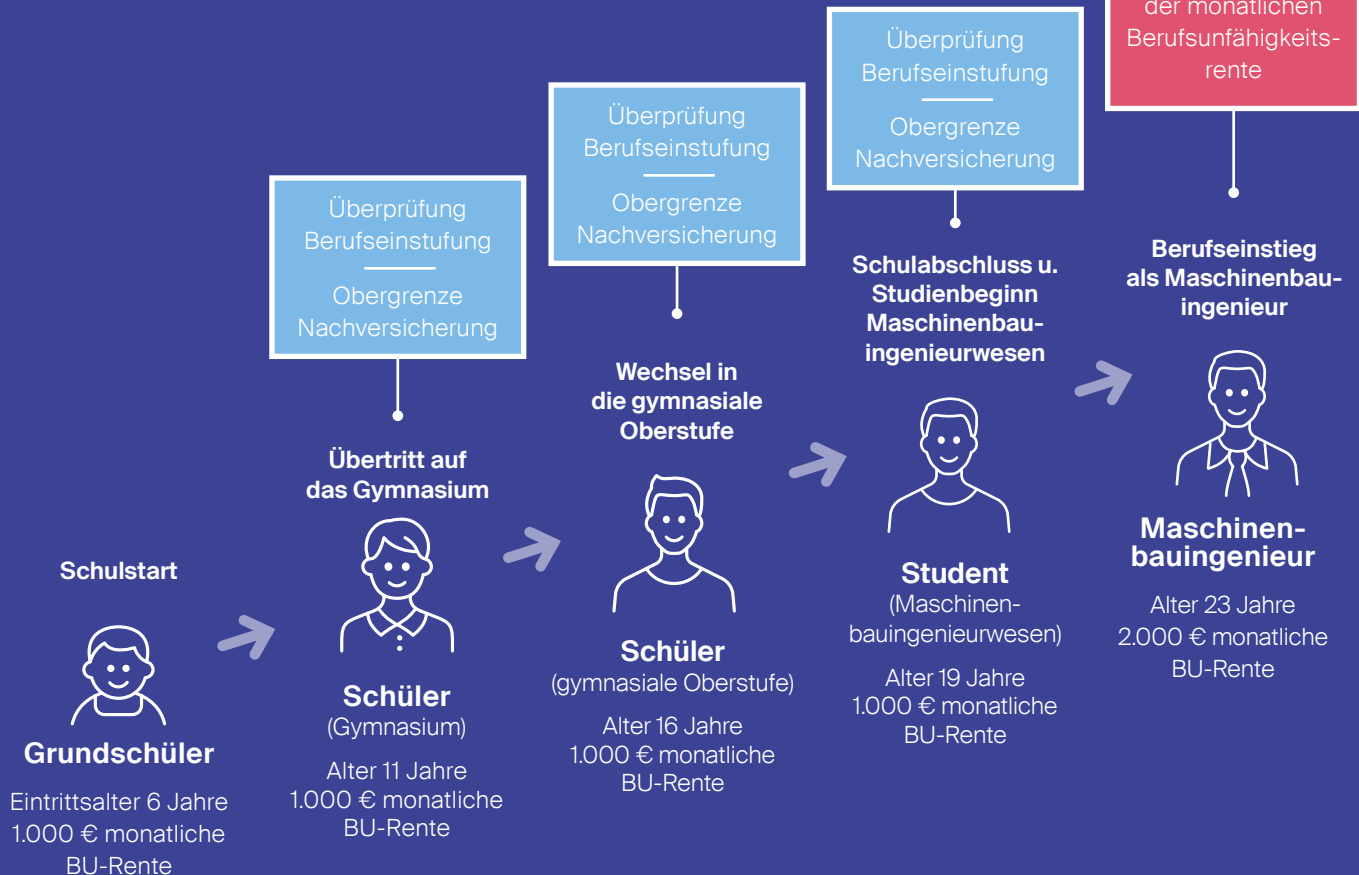 Schulstart
Grundschüler
Eintrittsalter 6 Jahre
1.000 € monatliche
BU-Rente
Überprüfung
Berufseinstufung
Obergrenze
Nachversicherung
Übertritt auf
das Gymnasium
Schüler
(Gymnasium)
Alter 11 Jahre
1.000 € monatliche
BU-Rente
Überprüfung
Berufseinstufung
Obergrenze
Nachversicherung
Wechsel in
die gymnasiale
Oberstufe
Schüler
(gymnasiale Oberstufe)
Alter 16 Jahre
1.000 € monatliche
BU-Rente
Überprüfung
Berufseinstufung
Obergrenze
Nachversicherung
Schulabschluss u.
Studienbeginn
Maschinenbau-
ingenieurwesen
Student
(Maschinen-
bauingenieurwesen)
Alter 19 Jahre
1.000 € monatliche
BU-Rente
der monatlichen
Berufsunfähigkeits-
rente
Berufseinstieg
als Maschinenbau-
ingenieur
Maschinen-
bauingenieur
Alter 23 Jahre
2.000 € monatliche
BU-Rente